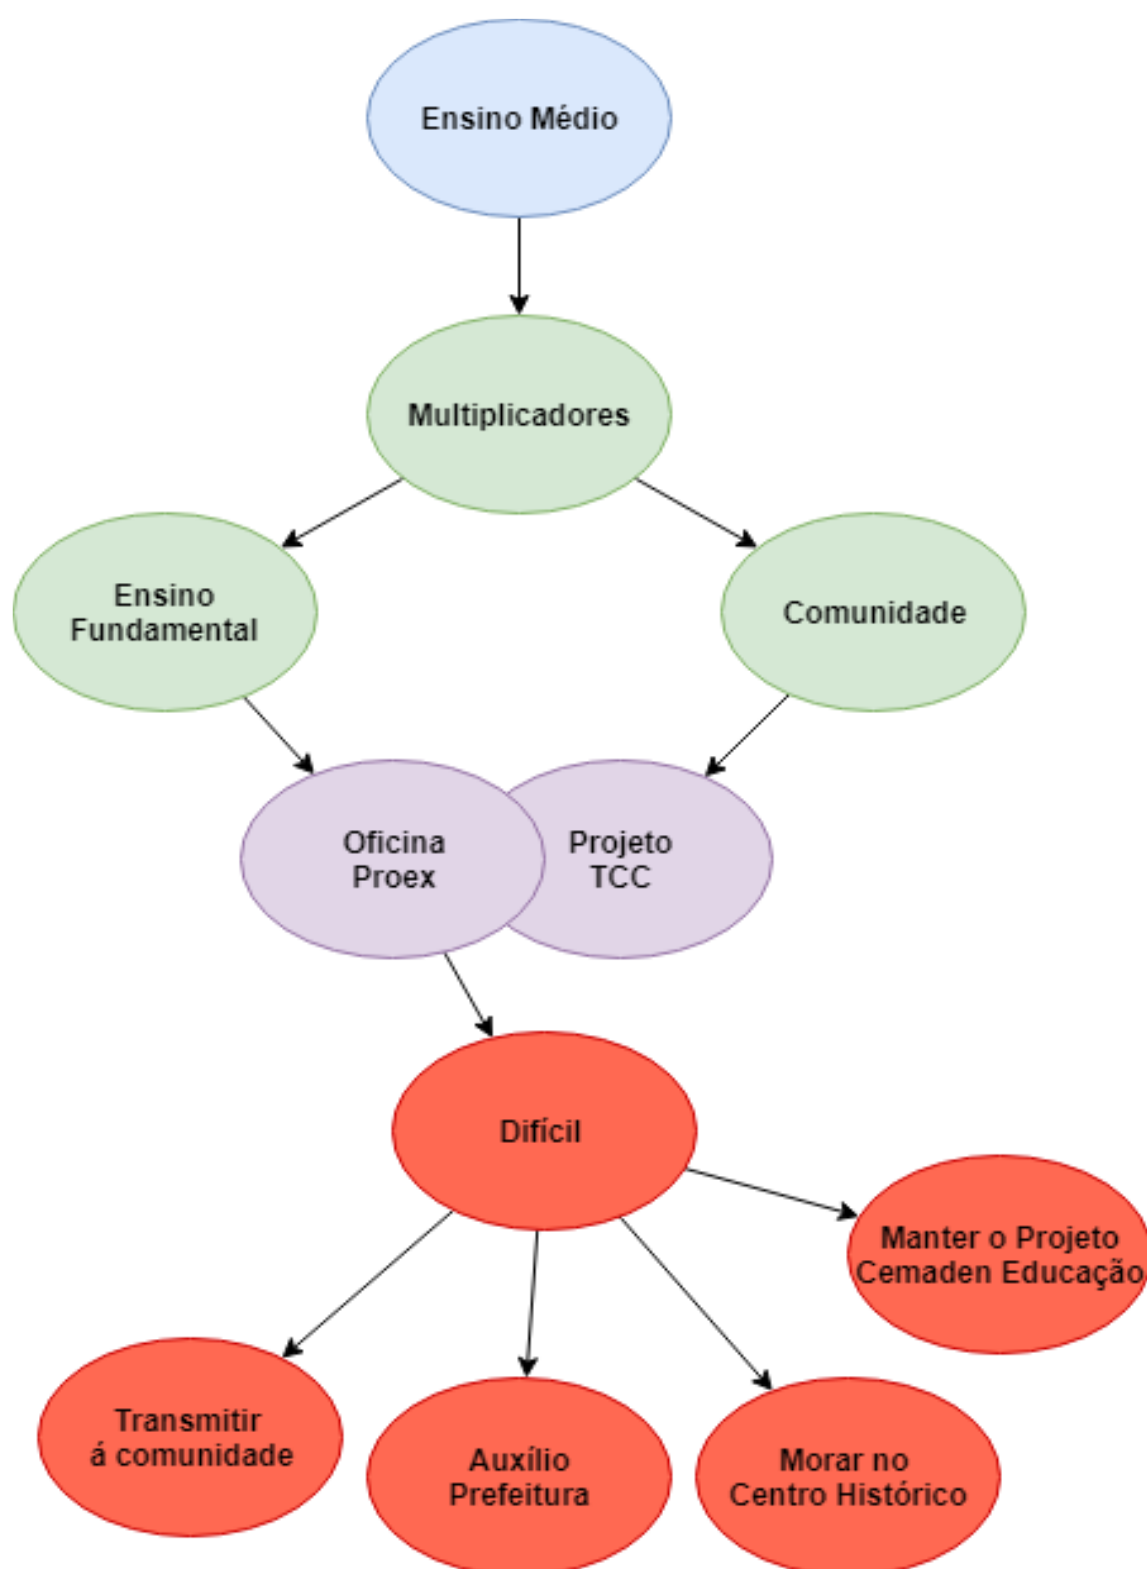 Ensino Médio
Multiplicadores
Ensino
Fundamental
Comunidade
Oficina
Proex
Projeto
TCC
Difícil
Manter o Projeto
Cemaden Educação
Transmitir
á comunidade
Auxílio
Prefeitura
Morar no
Centro Histórico